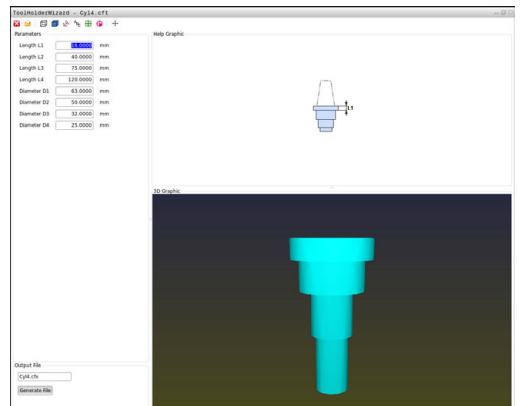 ToolHolderWizard - Cyl4.cft
Parameters
Length L1 16.0000 mm
Length L2 40.0000 mm
Length L3 75.0000 mm
Length L4 120.0000 mm
Diameter D1 63.0000 mm
Diameter D2 50.0000 mm
Diameter D3 32.0000 mm
Diameter D4 25.0000 mm
Help Graphic
L1
3D Graphic
Output File
Cyl4.cfx
Generate File